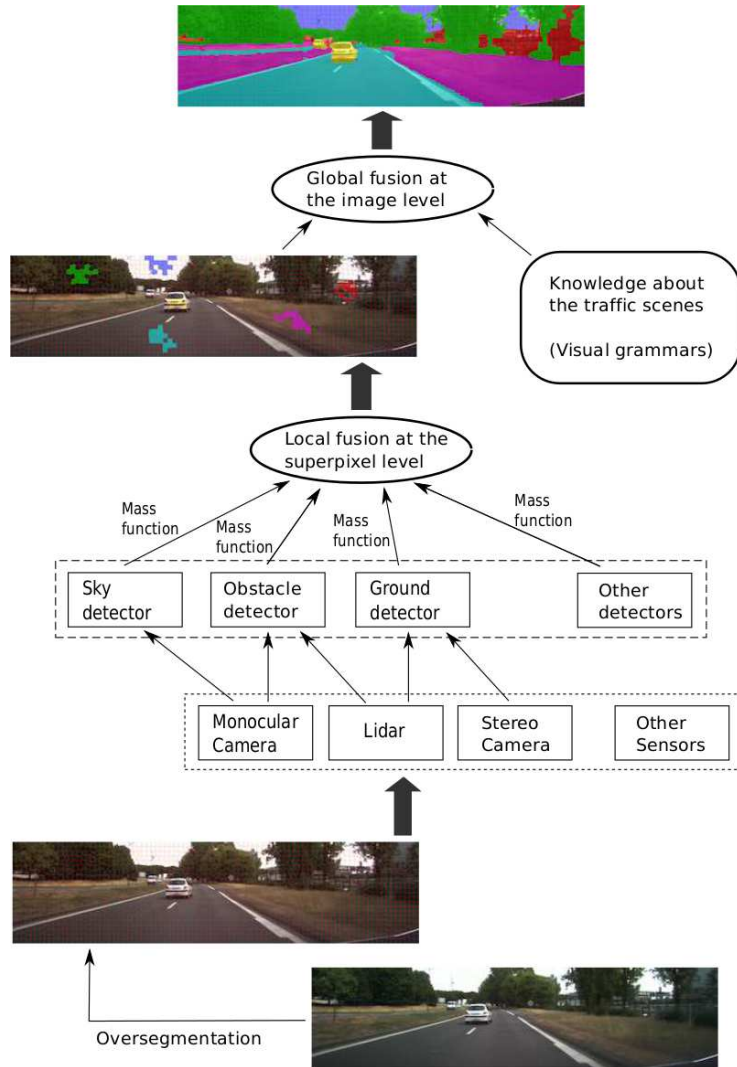 Global fusion at
the image level
Knowledge about
the traffic scenes
(Visual grammars)
Local fusion at the
superpixel level
Mass
function
Mass
function
Mass
function
Mass
function
Sky
detector
Obstacle
detector
Ground
detector
Other
detectors
Monocular
Camera
Lidar
Stereo
Camera
Other
Sensors
Oversegmentation